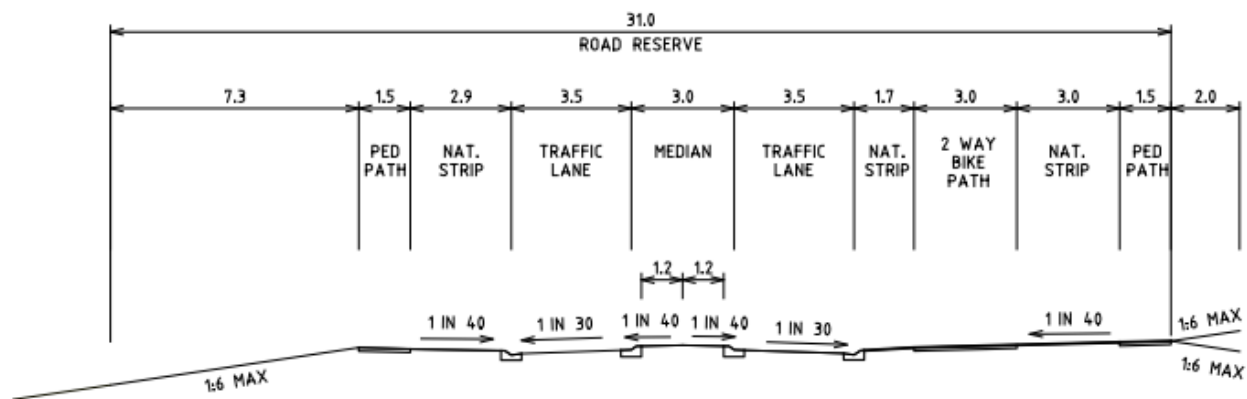 31.0
ROAD RESERVE
7.3 1.5 2.9 3.5 3.0 3.5 1.7 3.0 3.0 1.5 2.0
PED
PATH
NAT.
STRIP
TRAFFIC
LANE
MEDIAN
TRAFFIC
LANE
NAT.
STRIP
2 WAY
BIKE
PATH
NAT.
STRIP
PED
PATH
1.2 1.2
1 IN 40 1 IN 30 1 IN 40 1 IN 40 1 IN 30 1 IN 40 1:6 MAX
1:6 MAX
1:6 MAX